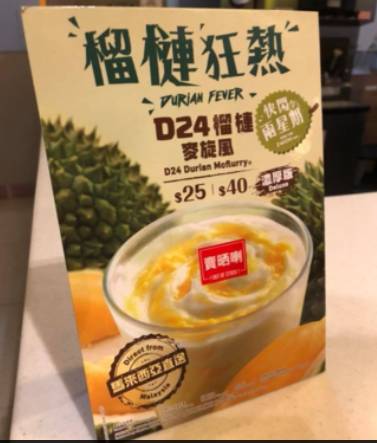 榴槤狂熱
DURIAN FEVER
快閃
兩星期
D24榴槤
麥旋風
D24 Durian McFlurry®
$25 $40 濃厚版
Deluxe
賣晒喇
Direct from
馬來西亞直送
Malaysia